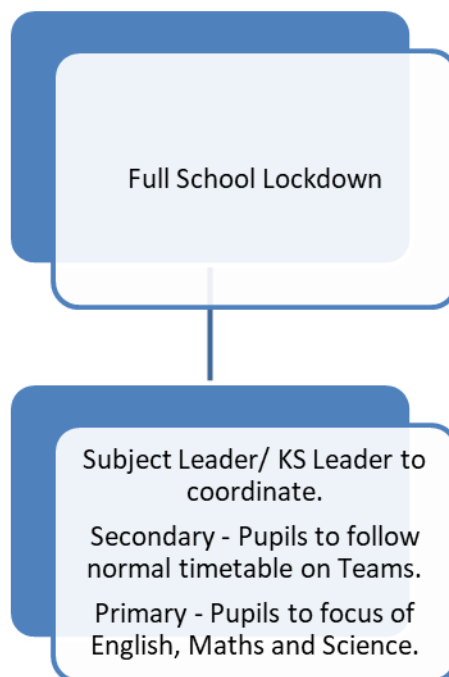 Full School Lockdown
Subject Leader/ KS Leader to
coordinate.
Secondary - Pupils to follow
normal timetable on Teams.
Primary - Pupils to focus of
English, Maths and Science.